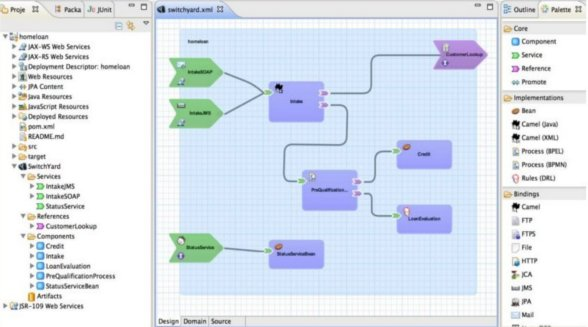 Proje
Packa
JUnit
homeloan
JAX-WS Web Services
JAX-RS Web Services
Deployment Descriptor: homeloan
Web Resources
JPA Content
Java Resources
JavaScript Resources
Deployed Resources
pom.xml
README.md
src
target
SwitchYard
Services
IntakeJMS
IntakeSOAP
StatusService
References
CustomerLookup
Components
Credit
Intake
LoanEvaluation
PreQualificationProcess
StatusServiceBean
Artifacts
JSR-109 Web Services
switchyard.xml
homeloan
IntakeSOAP
CustomerLookup
Intake
IntakeJMS
Credit
PreQualification...
LoanEvaluation
StatusService
StatusServiceBean
Design Domain Source
Outline
Palette
Core
Component
Service
Reference
Promote
Implementations
Bean
Camel (Java)
Camel (XML)
Process (BPEL)
Process (BPMN)
Rules (DRL)
Bindings
Camel
FTP
FTPS
File
HTTP
JCA
JMS
JPA
Mail